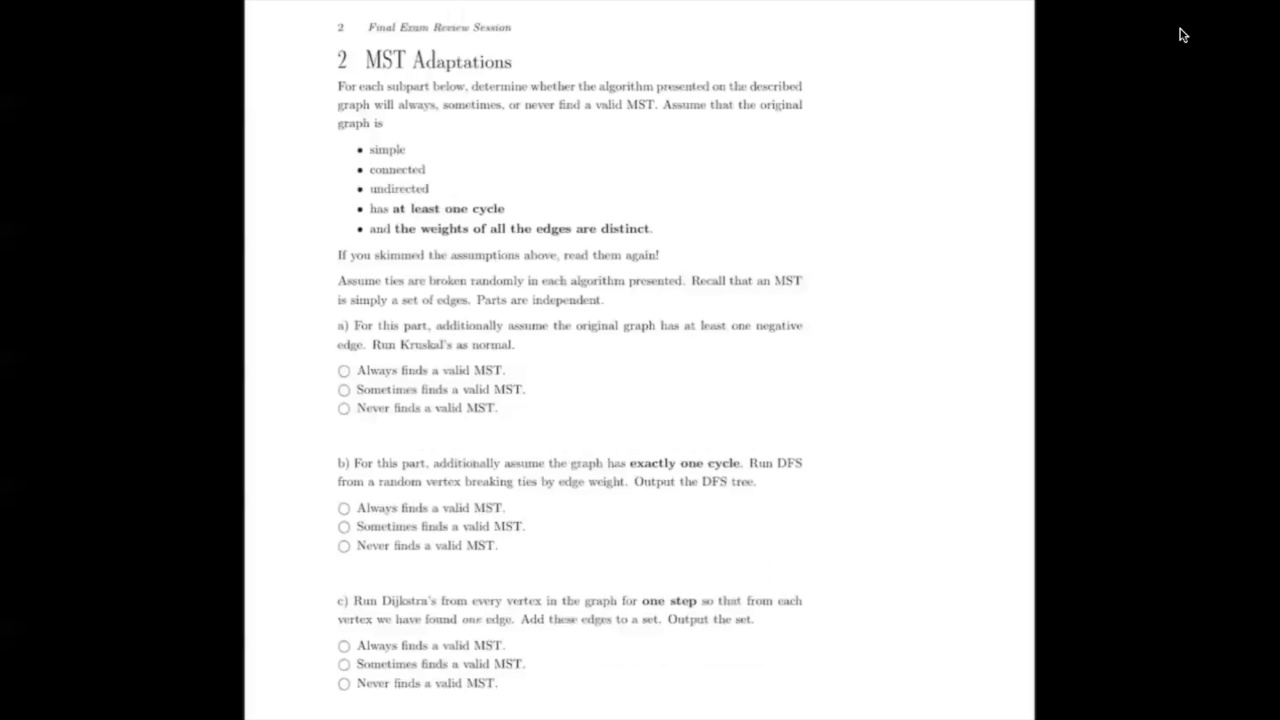 2 Final Exam Review Session
2 MST Adaptations
For each subpart below, determine whether the algorithm presented on the described
graph will always, sometimes, or never find a valid MST. Assume that the original
graph is
• simple
• connected
• undirected
• has at least one cycle
• and the weights of all the edges are distinct.
If you skimmed the assumptions above, read them again!
Assume ties are broken randomly in each algorithm presented. Recall that an MST
is simply a set of edges. Parts are independent.
a) For this part, additionally assume the original graph has at least one negative
edge. Run Kruskal's as normal.
Always finds a valid MST.
Sometimes finds a valid MST.
Never finds a valid MST.
b) For this part, additionally assume the graph has exactly one cycle. Run DFS
from a random vertex breaking ties by edge weight. Output the DFS tree.
Always finds a valid MST.
Sometimes finds a valid MST.
Never finds a valid MST.
c) Run Dijkstra's from every vertex in the graph for one step so that from each
vertex we have found one edge. Add these edges to a set. Output the set.
Always finds a valid MST.
Sometimes finds a valid MST.
Never finds a valid MST.